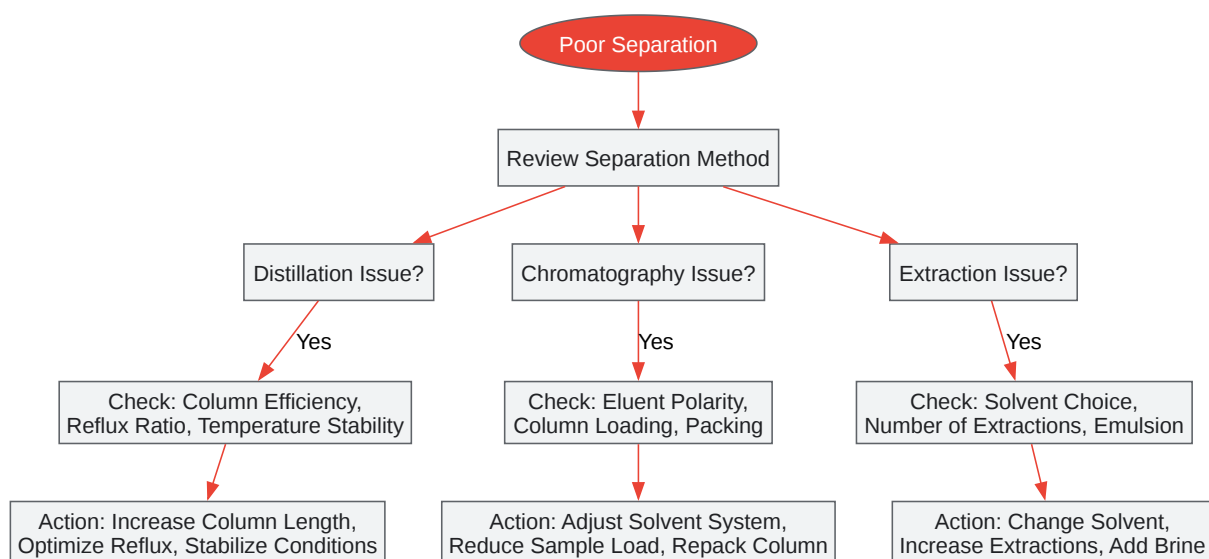 Poor Separation
Review Separation Method
Distillation Issue?
Chromatography Issue?
Extraction Issue?
Yes
Yes
Yes
Check: Column Efficiency,
Reflux Ratio, Temperature Stability
Check: Eluent Polarity,
Column Loading, Packing
Check: Solvent Choice,
Number of Extractions, Emulsion
Action: Increase Column Length,
Optimize Reflux, Stabilize Conditions
Action: Adjust Solvent System,
Reduce Sample Load, Repack Column
Action: Change Solvent,
Increase Extractions, Add Brine